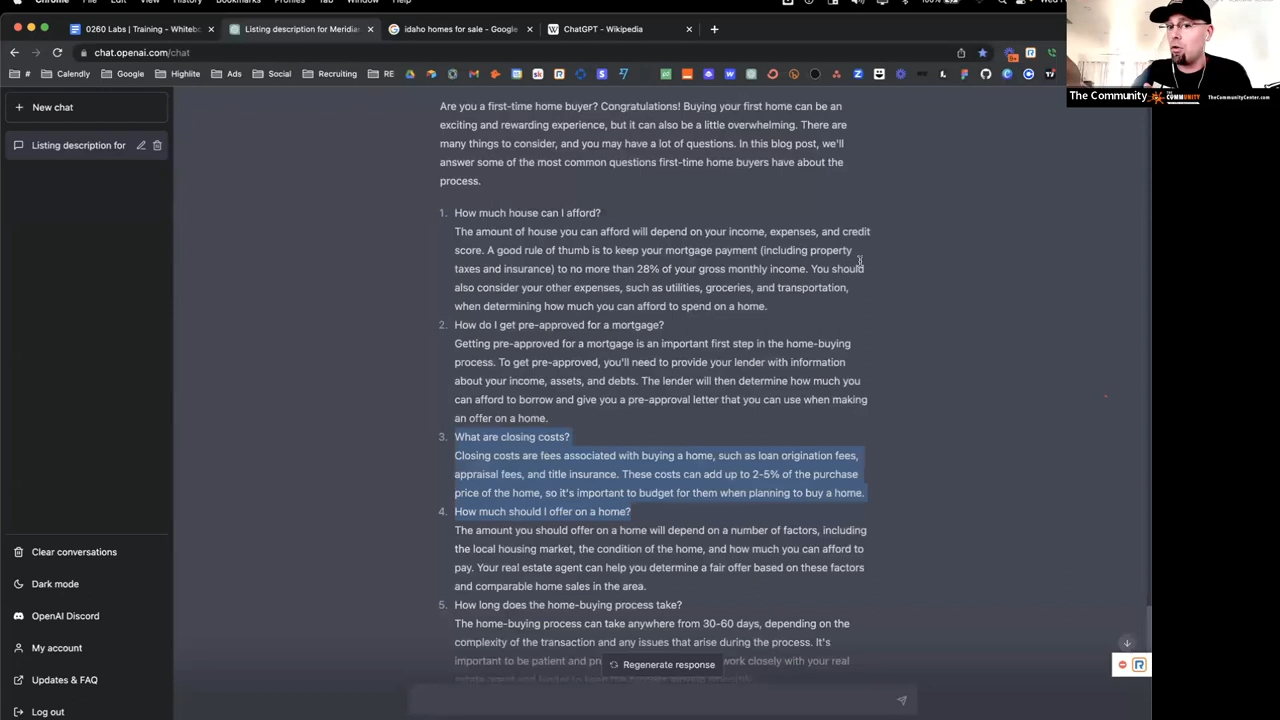 Chrome File Edit View History Bookmarks Profiles Tab Window Help
0260 Labs | Training - Whitebo
Listing description for Meridia
idaho homes for sale - Google
ChatGPT - Wikipedia
chat.openai.com/chat
#
Calendly
Google
Highlite
Ads
Social
Recruiting
RE
The Community
THE COMMUNITY
TheCommunityCenter.com
New chat
Listing description for
Are you a first-time home buyer? Congratulations! Buying your first home can be an
exciting and rewarding experience, but it can also be a little overwhelming. There are
many things to consider, and you may have a lot of questions. In this blog post, we'll
answer some of the most common questions first-time home buyers have about the
process.
1. How much house can I afford?
The amount of house you can afford will depend on your income, expenses, and credit
score. A good rule of thumb is to keep your mortgage payment (including property
taxes and insurance) to no more than 28% of your gross monthly income. You should
also consider your other expenses, such as utilities, groceries, and transportation,
when determining how much you can afford to spend on a home.
2. How do I get pre-approved for a mortgage?
Getting pre-approved for a mortgage is an important first step in the home-buying
process. To get pre-approved, you'll need to provide your lender with information
about your income, assets, and debts. The lender will then determine how much you
can afford to borrow and give you a pre-approval letter that you can use when making
an offer on a home.
3. What are closing costs?
Closing costs are fees associated with buying a home, such as loan origination fees,
appraisal fees, and title insurance. These costs can add up to 2-5% of the purchase
price of the home, so it's important to budget for them when planning to buy a home.
4. How much should I offer on a home?
The amount you should offer on a home will depend on a number of factors, including
the local housing market, the condition of the home, and how much you can afford to
pay. Your real estate agent can help you determine a fair offer based on these factors
and comparable home sales in the area.
5. How long does the home-buying process take?
The home-buying process can take anywhere from 30-60 days, depending on the
complexity of the transaction and any issues that arise during the process. It's
important to be patient and work closely with your real
Regenerate response
Clear conversations
Dark mode
OpenAI Discord
My account
Updates & FAQ
Log out